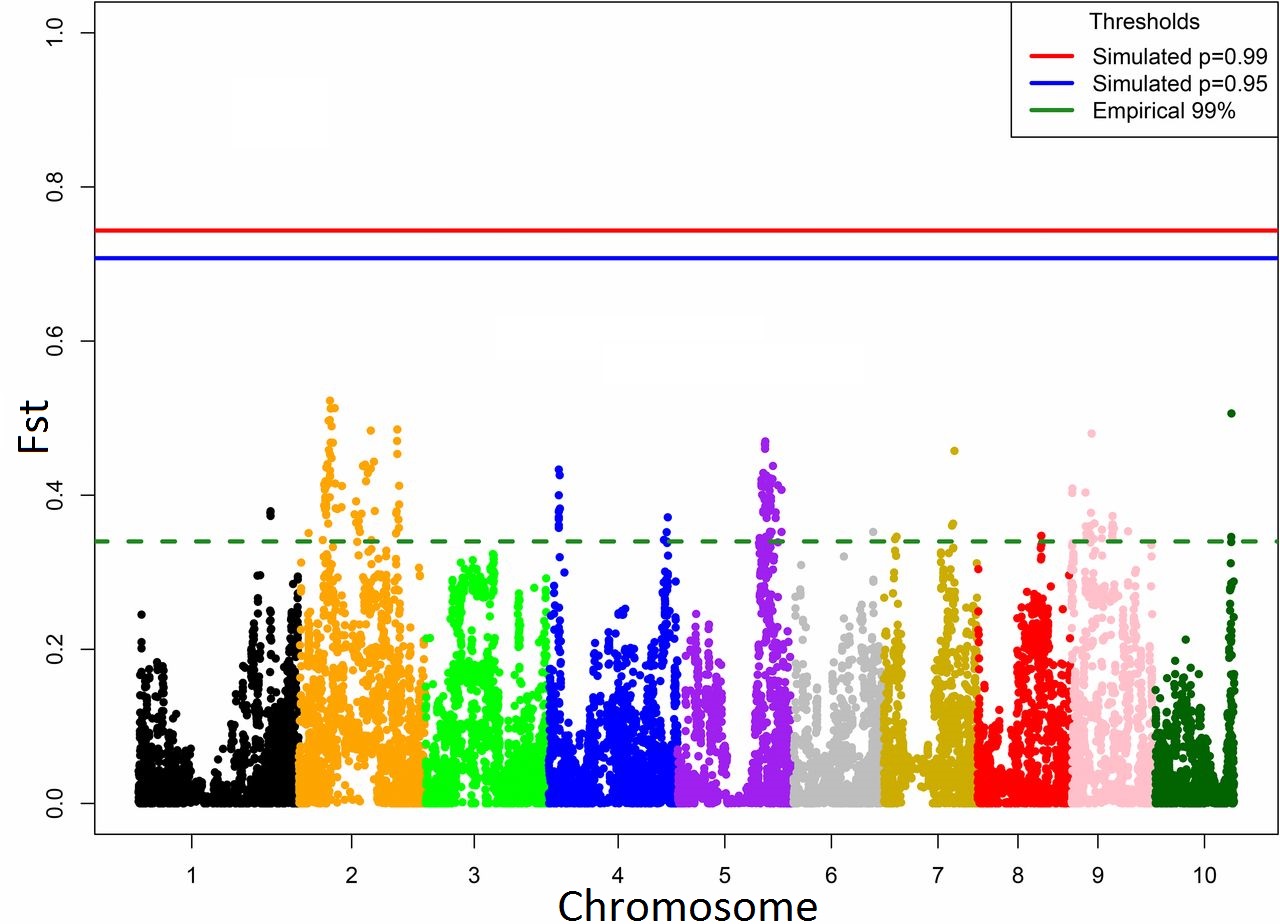 Thresholds
Simulated p=0.99
Simulated p=0.95
Empirical 99%
1.0
0.8
0.6
0.4
0.2
0.0
Fst
1 2 3 4 5 6 7 8 9 10
Chromosome